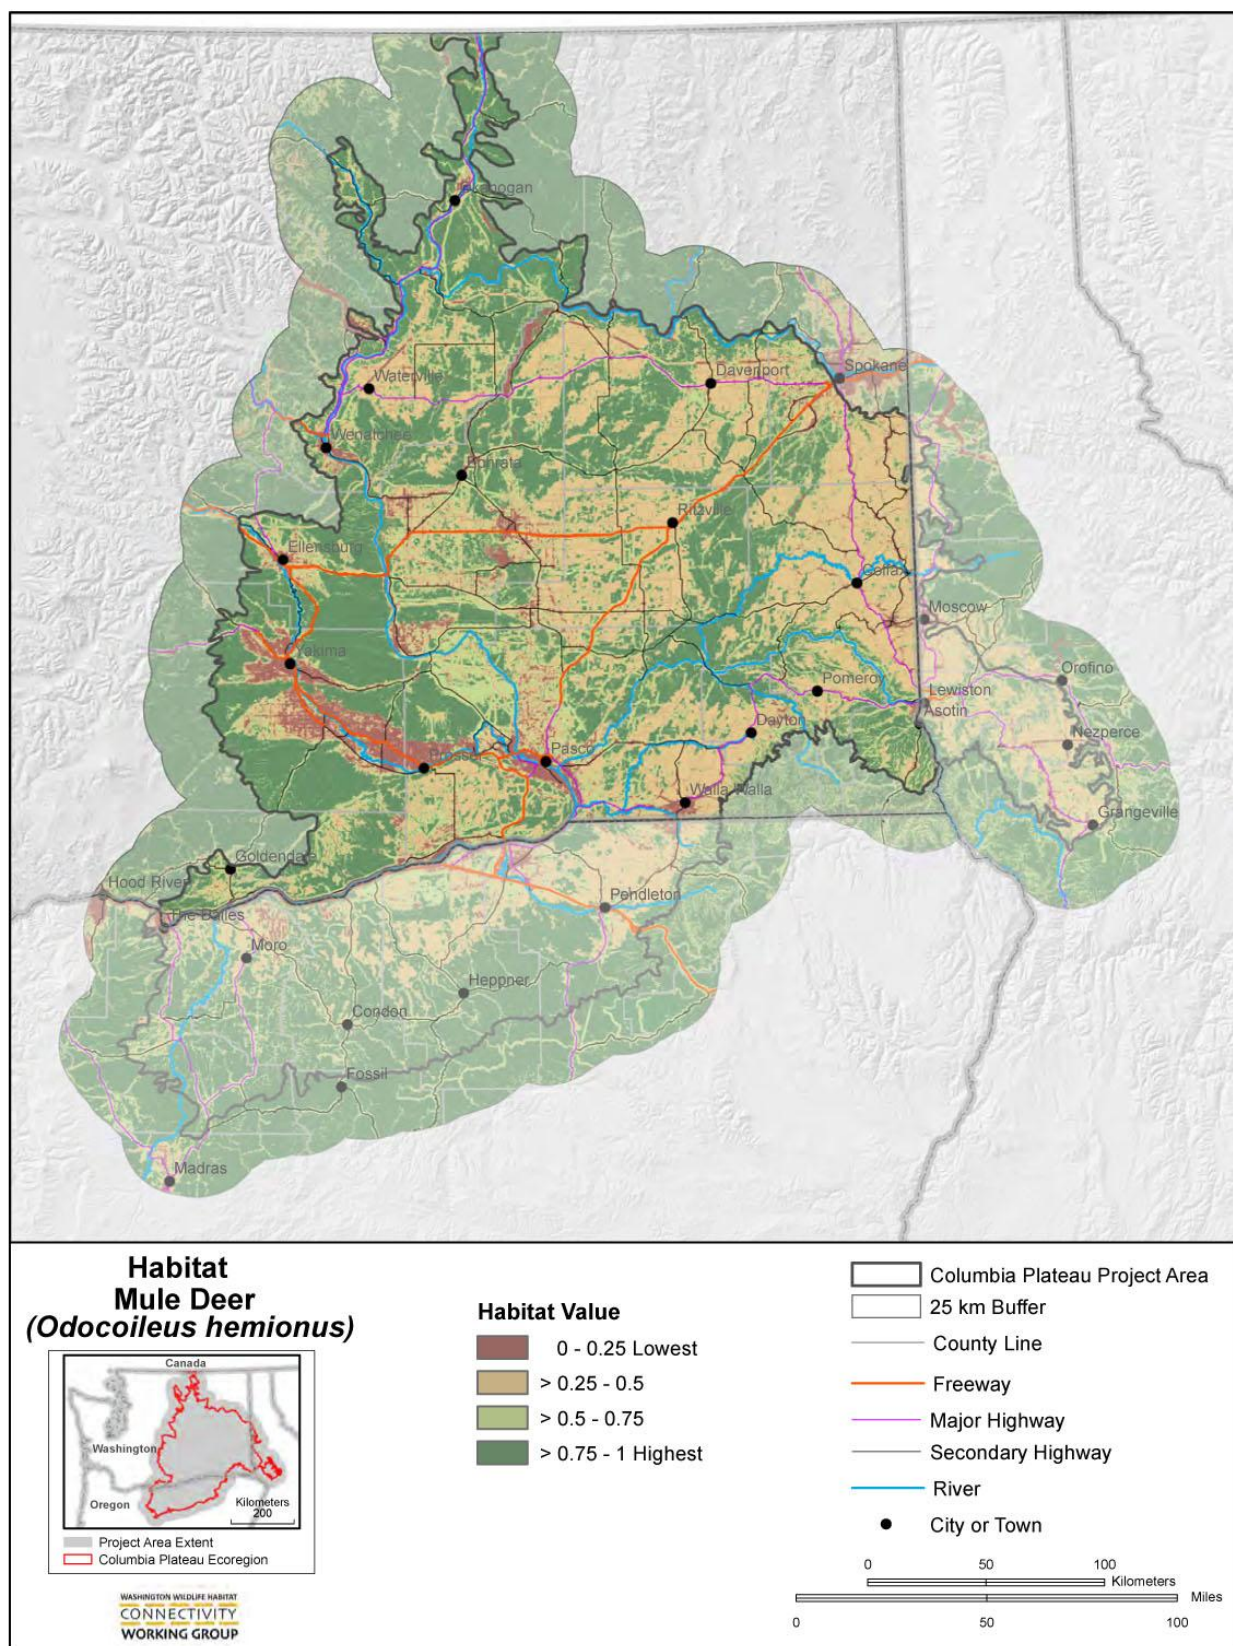 Okanogan
Waterville
Davenport
Spokane
Wenatchee
Ephrata
Ritzville
Ellensburg
Colfax
Moscow
Yakima
Orofino
Pomeroy
Lewiston
Asotin
Dayton
Nezperce
Pasco
Prosser
Walla Walla
Grangeville
Goldendale
Hood River
Pendleton
The Dalles
Moro
Heppner
Condon
Fossil
Madras
Habitat
Mule Deer
(Odocoileus hemionus)
Canada
Washington
Oregon
Kilometers
200
Project Area Extent
Columbia Plateau Ecoregion
WASHINGTON WILDLIFE HABITAT
CONNECTIVITY
WORKING GROUP
Habitat Value
0 - 0.25 Lowest
> 0.25 - 0.5
> 0.5 - 0.75
> 0.75 - 1 Highest
Columbia Plateau Project Area
25 km Buffer
County Line
Freeway
Major Highway
Secondary Highway
River
City or Town
0 50 100
Kilometers
Miles
0 50 100